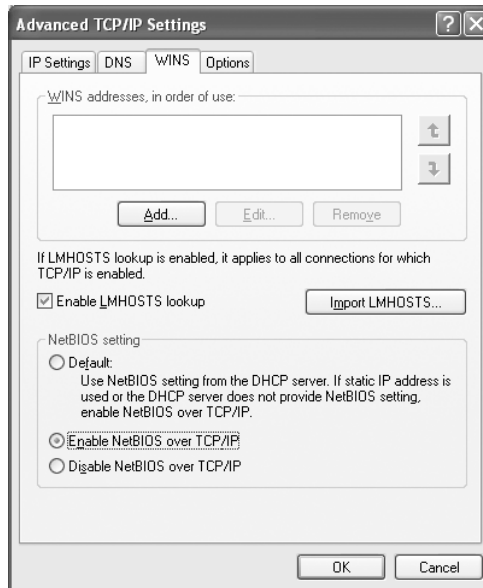 Advanced TCP/IP Settings
IP Settings DNS WINS Options
WINS addresses, in order of use:
Add... Edit... Remove
If LMHOSTS lookup is enabled, it applies to all connections for which
TCP/IP is enabled.
Enable LMHOSTS lookup Import LMHOSTS...
NetBIOS setting
Default:
Use NetBIOS setting from the DHCP server. If static IP address is
used or the DHCP server does not provide NetBIOS setting,
enable NetBIOS over TCP/IP.
Enable NetBIOS over TCP/IP
Disable NetBIOS over TCP/IP
OK Cancel